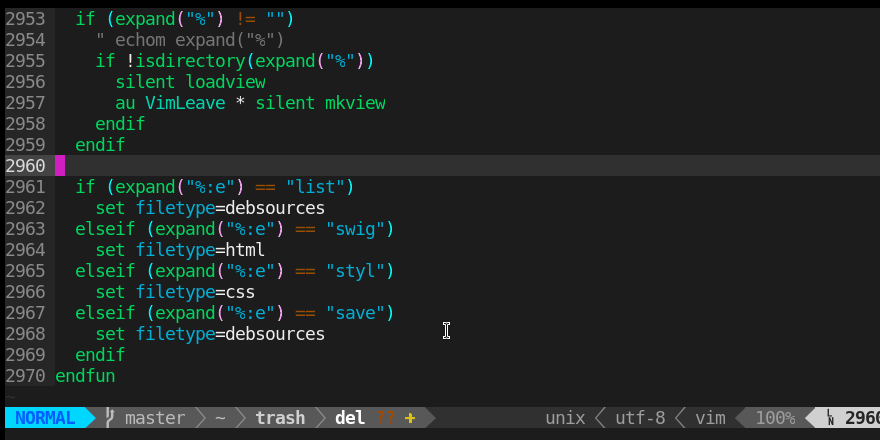 2953   if (expand("%") != "")
2954     " echom expand("%")
2955     if !isdirectory(expand("%"))
2956       silent loadview
2957       au VimLeave * silent mkview
2958     endif
2959   endif
2960
2961   if (expand("%:e") == "list")
2962     set filetype=debsources
2963   elseif (expand("%:e") == "swig")
2964     set filetype=html
2965   elseif (expand("%:e") == "styl")
2966     set filetype=css
2967   elseif (expand("%:e") == "save")
2968     set filetype=debsources
2969   endif
2970 endfun
~
NORMAL master ~ trash del ?? + unix utf-8 vim 100% LN 2960